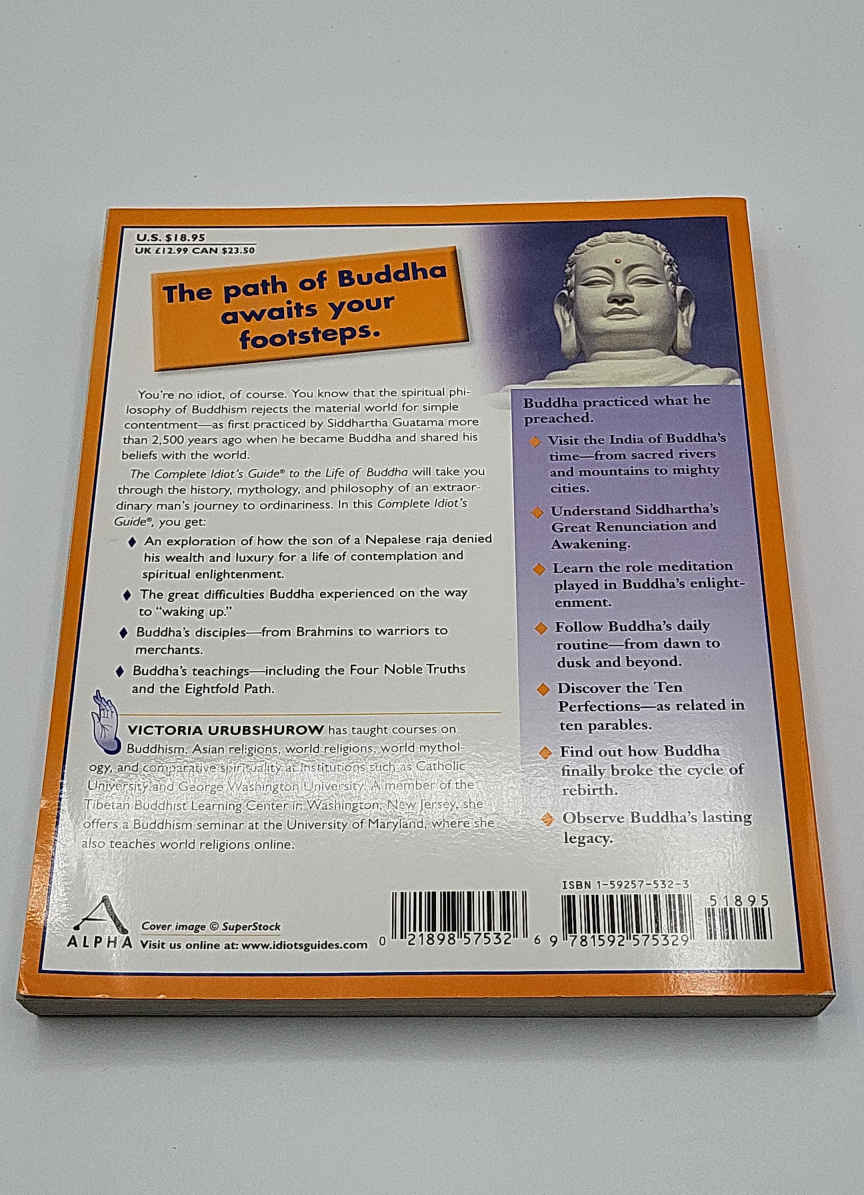 U.S. $18.95
UK £12.99 CAN $23.50
The path of Buddha
awaits your
footsteps.
You're no idiot, of course. You know that the spiritual phi-
losophy of Buddhism rejects the material world for simple
contentment—as first practiced by Siddhartha Guatama more
than 2,500 years ago when he became Buddha and shared his
beliefs with the world.
The Complete Idiot's Guide® to the Life of Buddha will take you
through the history, mythology, and philosophy of an extraor-
dinary man's journey to ordinariness. In this Complete Idiot's
Guide®, you get:
♦ An exploration of how the son of a Nepalese raja denied
his wealth and luxury for a life of contemplation and
spiritual enlightenment.
♦ The great difficulties Buddha experienced on the way
to "waking up."
♦ Buddha's disciples—from Brahmins to warriors to
merchants.
♦ Buddha's teachings—including the Four Noble Truths
and the Eightfold Path.
VICTORIA URUBSHUROW has taught courses on
Buddhism, Asian religions, world religions, world mythol-
ogy, and comparative spirituality at institutions such as Catholic
University and George Washington University. A member of the
Tibetan Buddhist Learning Center in Washington, New Jersey, she
offers a Buddhism seminar at the University of Maryland, where she
also teaches world religions online.
Buddha practiced what he
preached.
♦ Visit the India of Buddha's
time—from sacred rivers
and mountains to mighty
cities.
♦ Understand Siddhartha's
Great Renunciation and
Awakening.
♦ Learn the role meditation
played in Buddha's enlight-
enment.
♦ Follow Buddha's daily
routine—from dawn to
dusk and beyond.
♦ Discover the Ten
Perfections—as related in
ten parables.
♦ Find out how Buddha
finally broke the cycle of
rebirth.
♦ Observe Buddha's lasting
legacy.
ALPHA
Cover image © SuperStock
Visit us online at: www.idiotsguides.com
0 21898 57532 6
ISBN 1-59257-532-3
9 781592 575329
51895